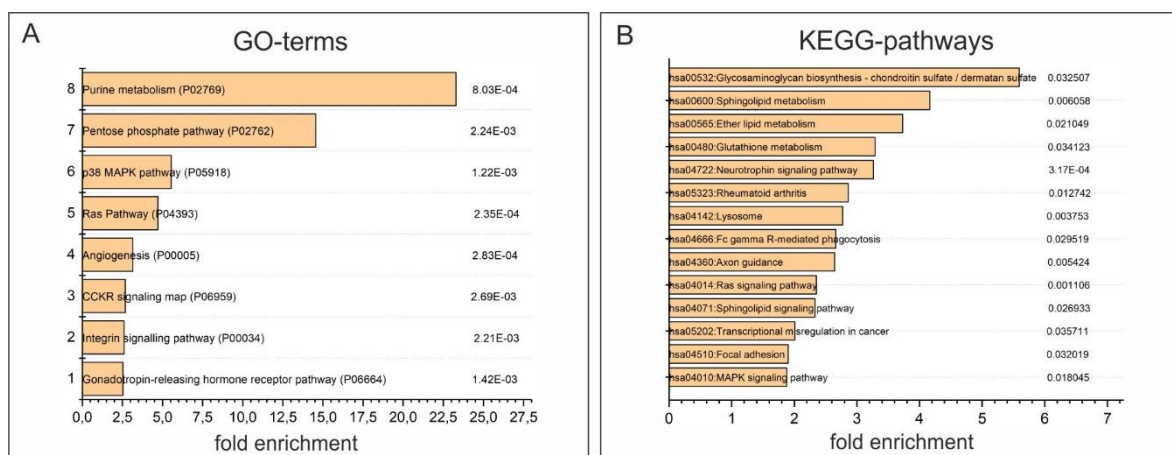 A
GO-terms
8 Purine metabolism (P02769) 8.03E-04
7 Pentose phosphate pathway (P02762) 2.24E-03
6 p38 MAPK pathway (P05918) 1.22E-03
5 Ras Pathway (P04393) 2.35E-04
4 Angiogenesis (P00005) 2.83E-04
3 CCKR signaling map (P06959) 2.69E-03
2 Integrin signalling pathway (P00034) 2.21E-03
1 Gonadotropin-releasing hormone receptor pathway (P06664) 1.42E-03
0,0 2,5 5,0 7,5 10,0 12,5 15,0 17,5 20,0 22,5 25,0 27,5
fold enrichment
B
KEGG-pathways
hsa00532:Glycosaminoglycan biosynthesis - chondroitin sulfate / dermatan sulfate 0.032507
hsa00600:Sphingolipid metabolism 0.006058
hsa00565:Ether lipid metabolism 0.021049
hsa00480:Glutathione metabolism 0.034123
hsa04722:Neurotrophin signaling pathway 3.17E-04
hsa05323:Rheumatoid arthritis 0.012742
hsa04142:Lysosome 0.003753
hsa04666:Fc gamma R-mediated phagocytosis 0.029519
hsa04360:Axon guidance 0.005424
hsa04014:Ras signaling pathway 0.001106
hsa04071:Sphingolipid signaling pathway 0.026933
hsa05202:Transcriptional misregulation in cancer 0.035711
hsa04510:Focal adhesion 0.032019
hsa04010:MAPK signaling pathway 0.018045
0 1 2 3 4 5 6 7
fold enrichment